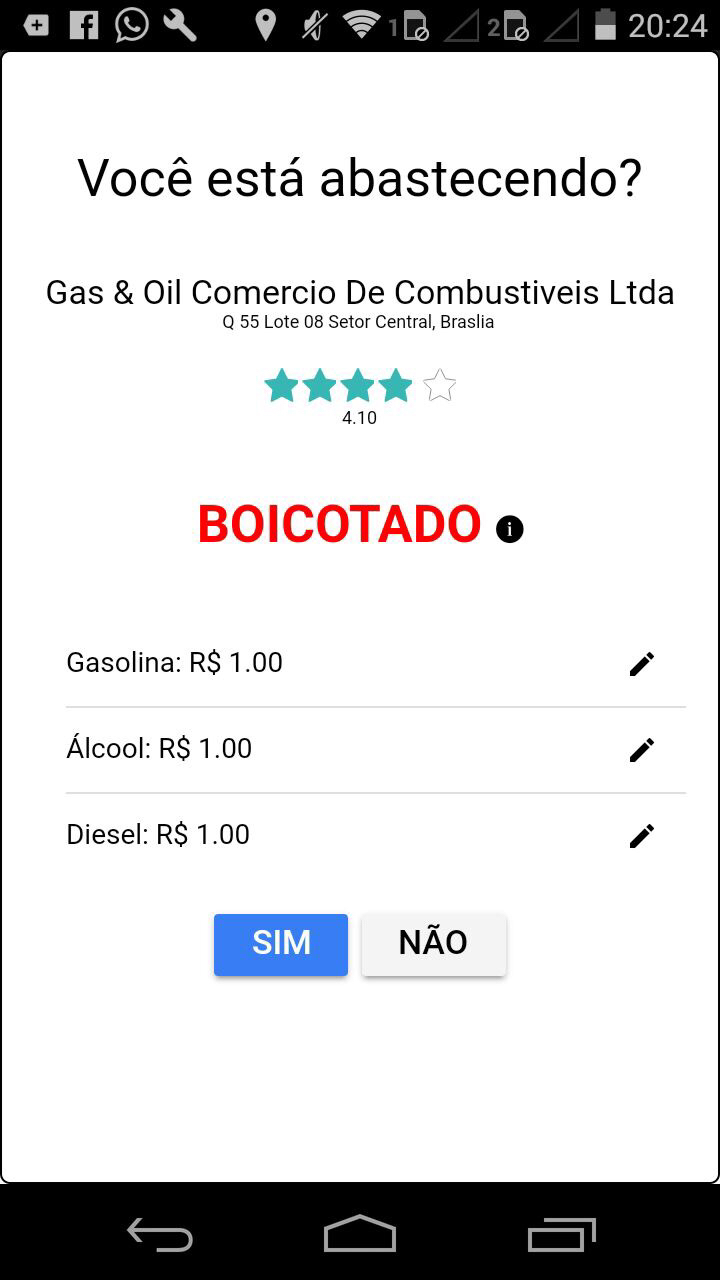 1 2 20:24
Você está abastecendo?
Gas & Oil Comercio De Combustiveis Ltda
Q 55 Lote 08 Setor Central, Braslia
4.10
BOICOTADO i
Gasolina: R$ 1.00
Álcool: R$ 1.00
Diesel: R$ 1.00
SIM NÃO